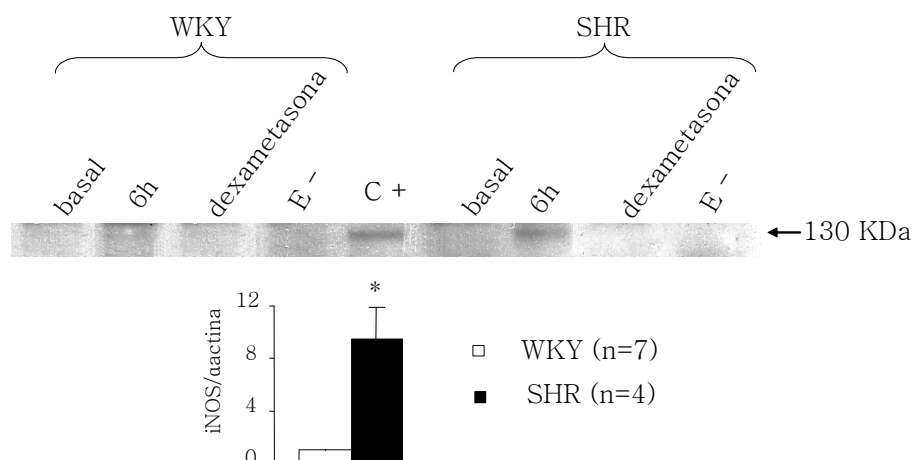 WKY SHR
basal 6h dexametasona E - C + basal 6h dexametasona E -
130 KDa
12
8
4
0
iNOS/αactina
*
WKY (n=7)
SHR (n=4)